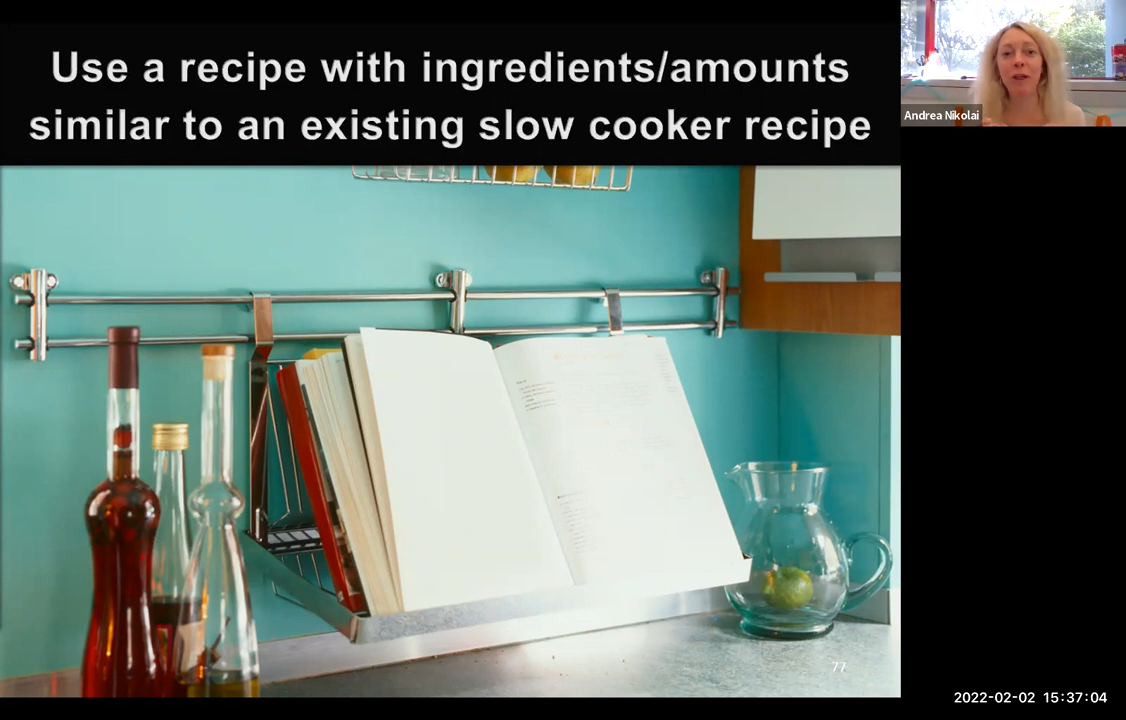 Use a recipe with ingredients/amounts
similar to an existing slow cooker recipe
Andrea Nikolai
77
2022-02-02 15:37:04